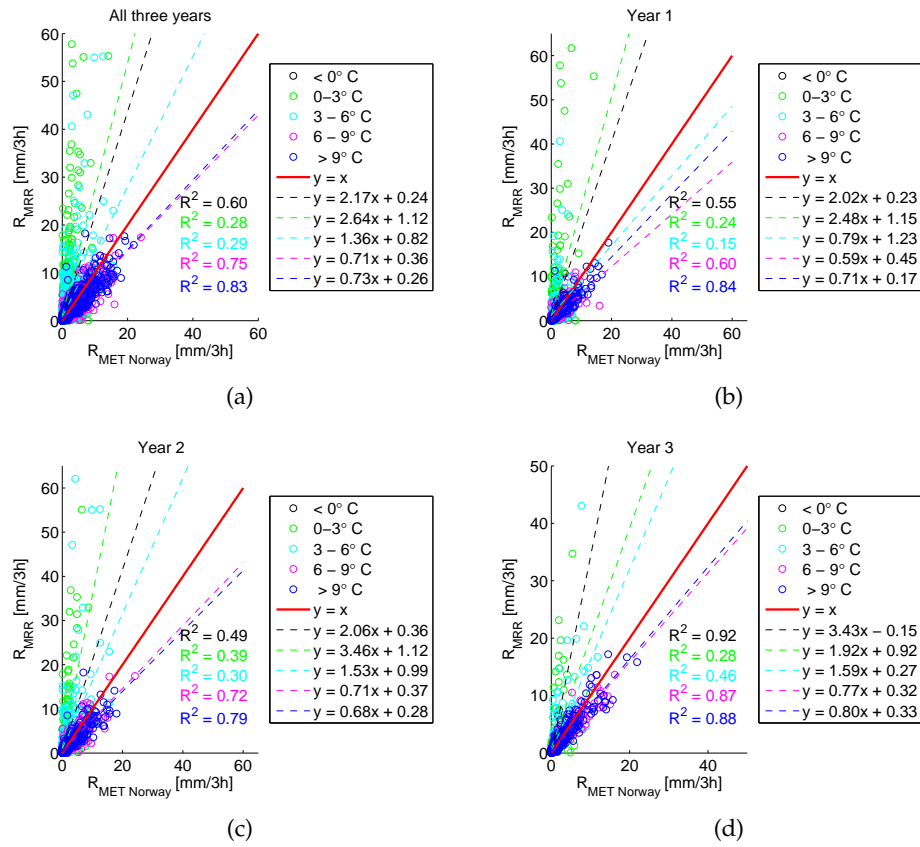 All three years
60
50
40
30
20
10
0
R_MRR [mm/3h]
0 20 40 60
R_MET Norway [mm/3h]
R² = 0.60
R² = 0.28
R² = 0.29
R² = 0.75
R² = 0.83
< 0° C
0–3° C
3 – 6° C
6 – 9° C
> 9° C
y = x
y = 2.17x + 0.24
y = 2.64x + 1.12
y = 1.36x + 0.82
y = 0.71x + 0.36
y = 0.73x + 0.26
(a)
Year 1
60
50
40
30
20
10
0
R_MRR [mm/3h]
0 20 40 60
R_MET Norway [mm/3h]
R² = 0.55
R² = 0.24
R² = 0.15
R² = 0.60
R² = 0.84
< 0° C
0–3° C
3 – 6° C
6 – 9° C
> 9° C
y = x
y = 2.02x + 0.23
y = 2.48x + 1.15
y = 0.79x + 1.23
y = 0.59x + 0.45
y = 0.71x + 0.17
(b)
Year 2
60
50
40
30
20
10
0
R_MRR [mm/3h]
0 20 40 60
R_MET Norway [mm/3h]
R² = 0.49
R² = 0.39
R² = 0.30
R² = 0.72
R² = 0.79
< 0° C
0–3° C
3 – 6° C
6 – 9° C
> 9° C
y = x
y = 2.06x + 0.36
y = 3.46x + 1.12
y = 1.53x + 0.99
y = 0.71x + 0.37
y = 0.68x + 0.28
(c)
Year 3
50
40
30
20
10
0
R_MRR [mm/3h]
0 20 40
R_MET Norway [mm/3h]
R² = 0.92
R² = 0.28
R² = 0.46
R² = 0.87
R² = 0.88
< 0° C
0–3° C
3 – 6° C
6 – 9° C
> 9° C
y = x
y = 3.43x − 0.15
y = 1.92x + 0.92
y = 1.59x + 0.27
y = 0.77x + 0.32
y = 0.80x + 0.33
(d)